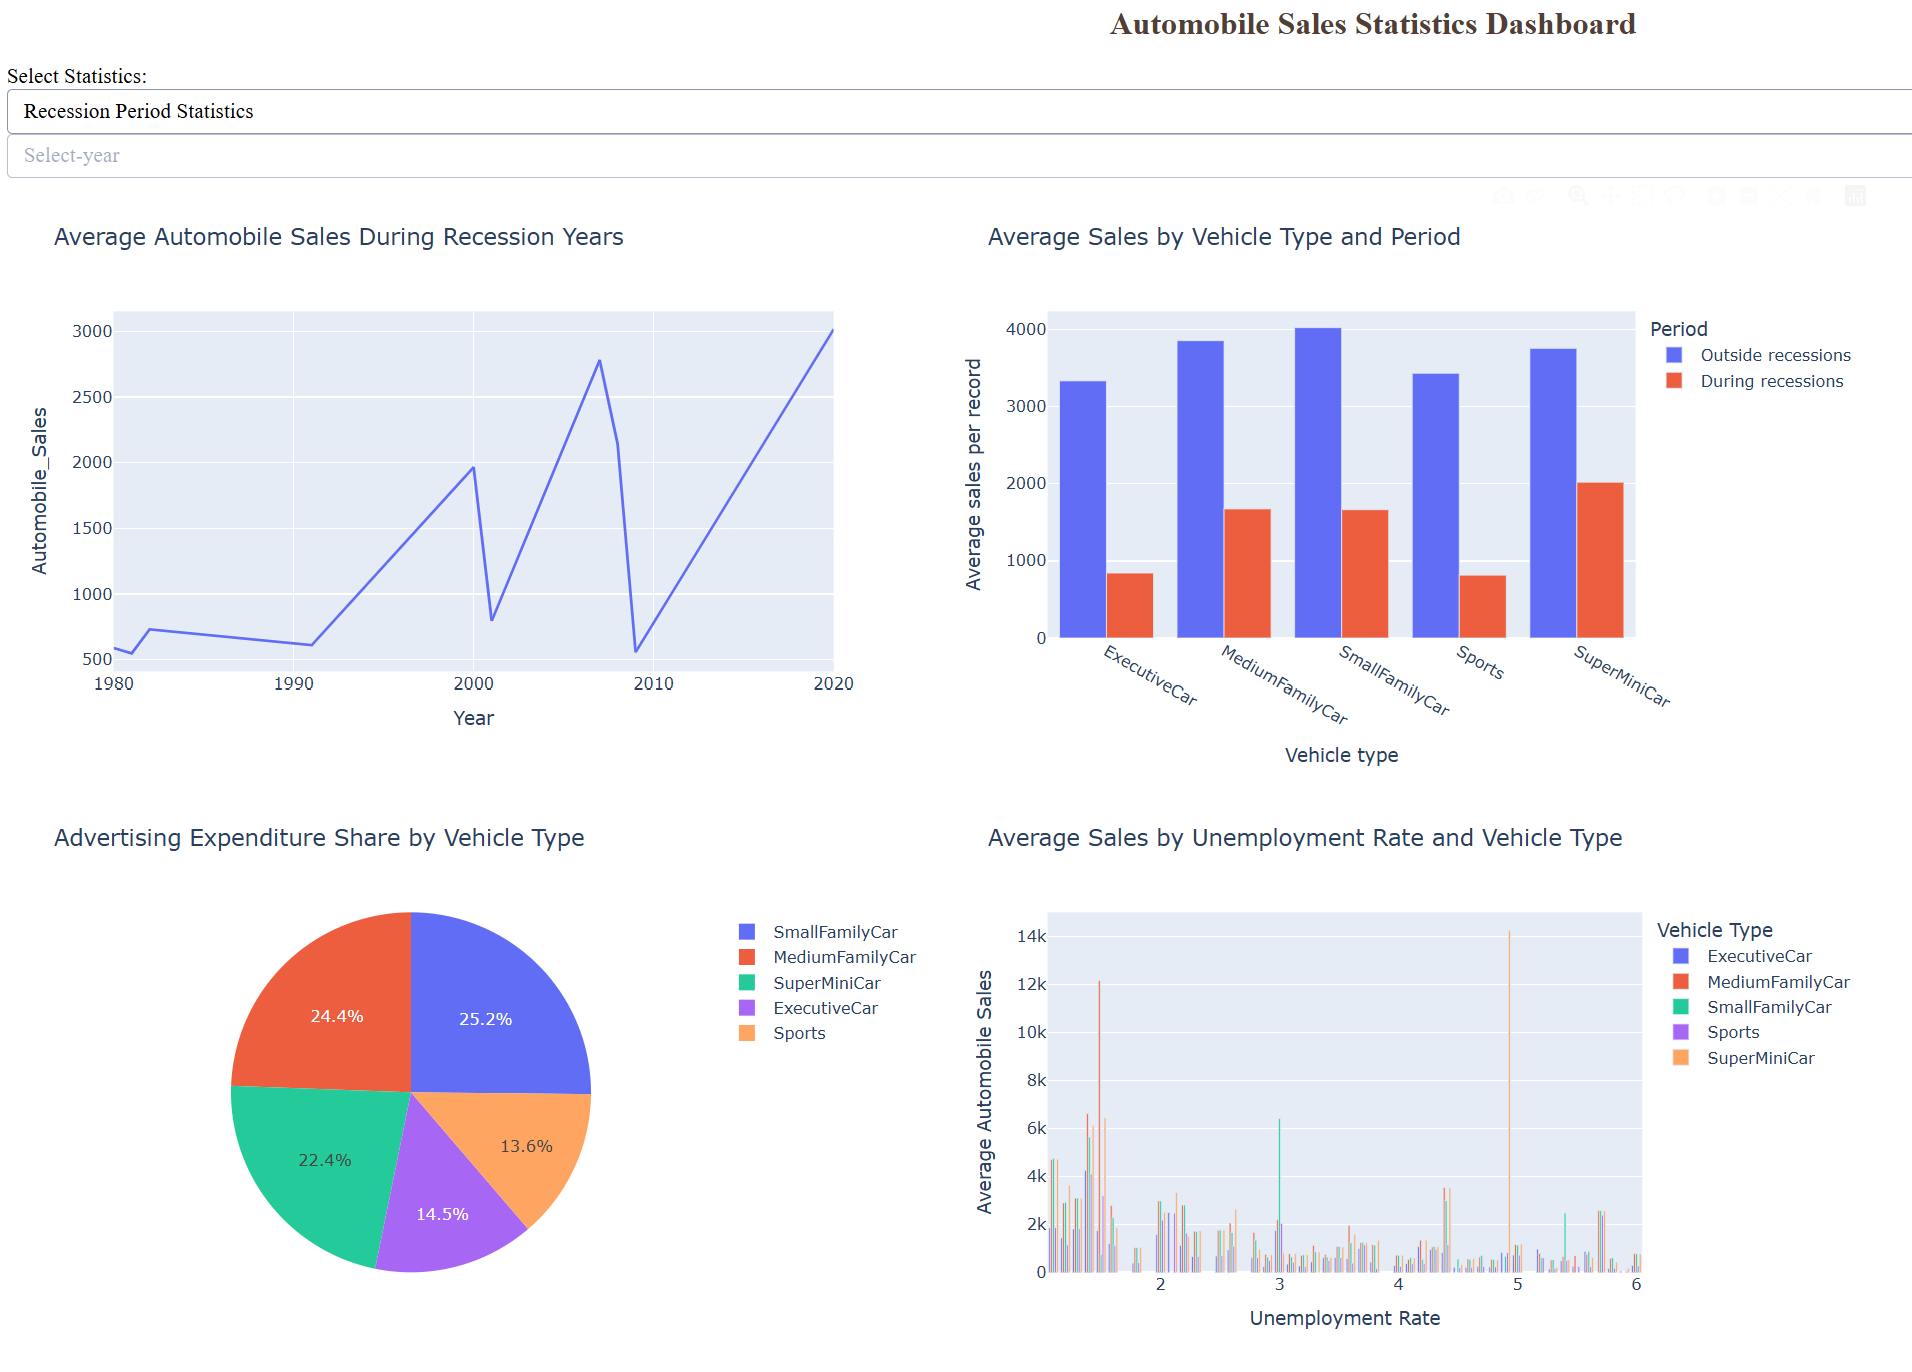 Automobile Sales Statistics Dashboard
Select Statistics:
Recession Period Statistics
Select-year
Average Automobile Sales During Recession Years
3000
2500
2000
1500
1000
500
Automobile_Sales
1980 1990 2000 2010 2020
Year
Average Sales by Vehicle Type and Period
4000
3000
2000
1000
0
Average sales per record
ExecutiveCar MediumFamilyCar SmallFamilyCar Sports SuperMiniCar
Vehicle type
Period
Outside recessions
During recessions
Advertising Expenditure Share by Vehicle Type
24.4% 25.2%
22.4% 13.6%
14.5%
SmallFamilyCar
MediumFamilyCar
SuperMiniCar
ExecutiveCar
Sports
Average Sales by Unemployment Rate and Vehicle Type
14k
12k
10k
8k
6k
4k
2k
0
Average Automobile Sales
2 3 4 5 6
Unemployment Rate
Vehicle Type
ExecutiveCar
MediumFamilyCar
SmallFamilyCar
Sports
SuperMiniCar